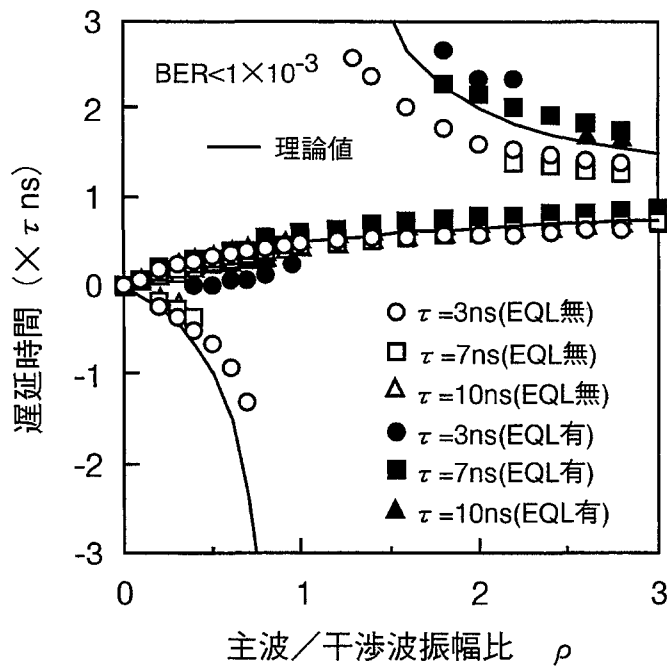 3
2
1
0
-1
-2
-3
遅延時間 (× τ ns)
BER<1×10⁻³
理論値
τ=3ns(EQL無)
τ=7ns(EQL無)
τ=10ns(EQL無)
τ=3ns(EQL有)
τ=7ns(EQL有)
τ=10ns(EQL有)
0 1 2 3
主波／干渉波振幅比 ρ